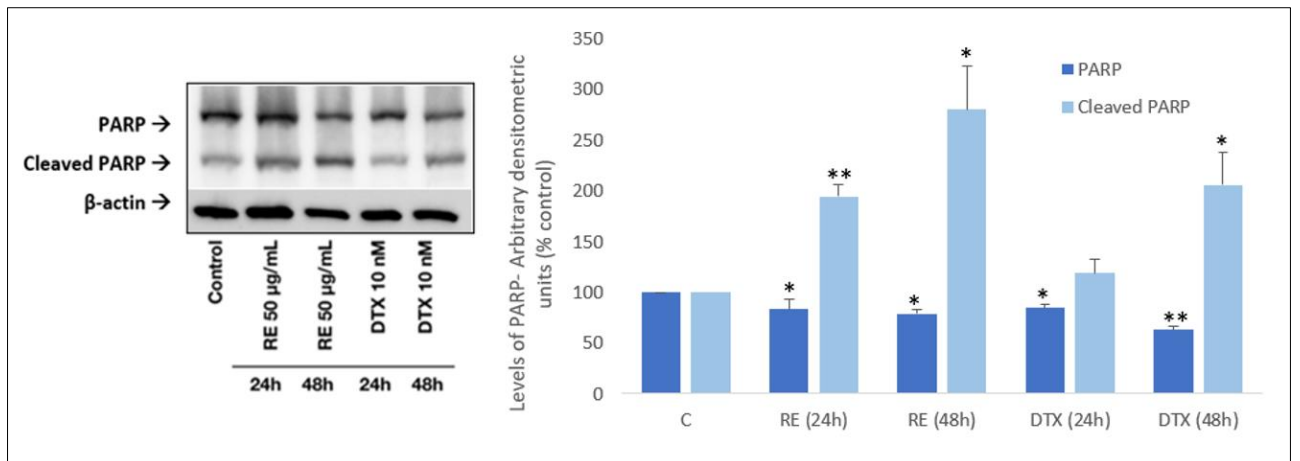 PARP →
Cleaved PARP →
β-actin →
Control
RE 50 µg/mL
RE 50 µg/mL
DTX 10 nM
DTX 10 nM
24h 48h 24h 48h
Levels of PARP- Arbitrary densitometric
units (% control)
350
300
250
200
150
100
50
0
PARP
Cleaved PARP
*
**
*
*
*
**
*
C RE (24h) RE (48h) DTX (24h) DTX (48h)